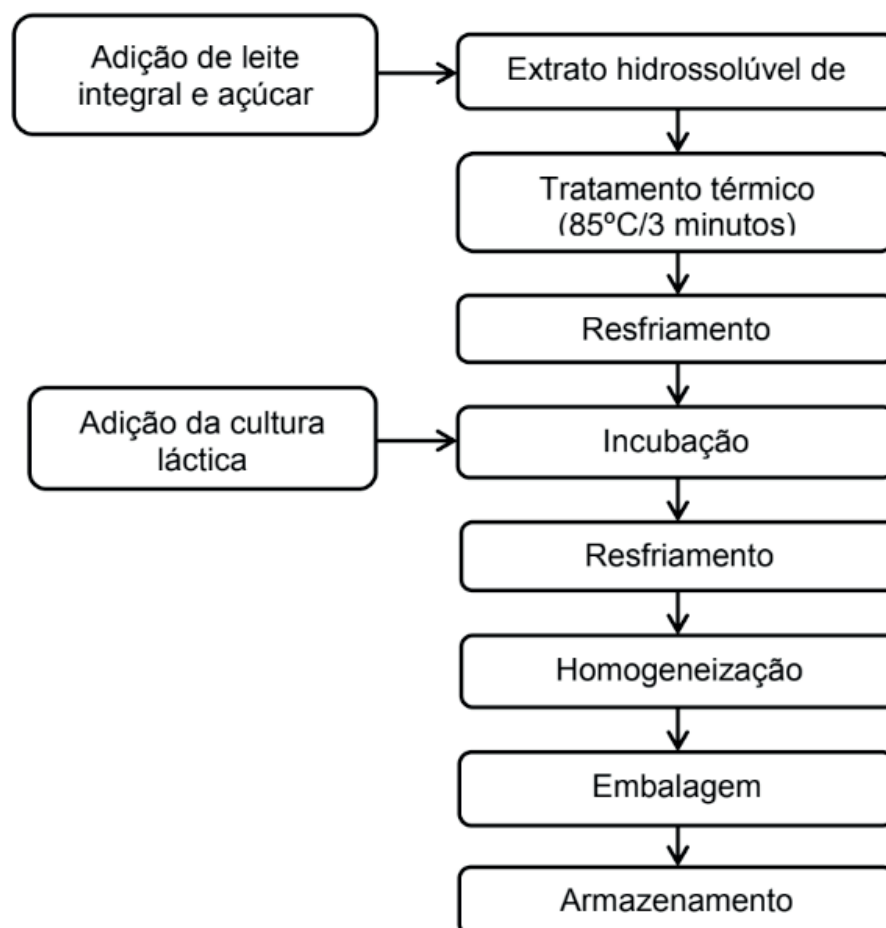 Adição de leite
integral e açúcar
Extrato hidrossolúvel de
Tratamento térmico
(85ºC/3 minutos)
Resfriamento
Adição da cultura
láctica
Incubação
Resfriamento
Homogeneização
Embalagem
Armazenamento